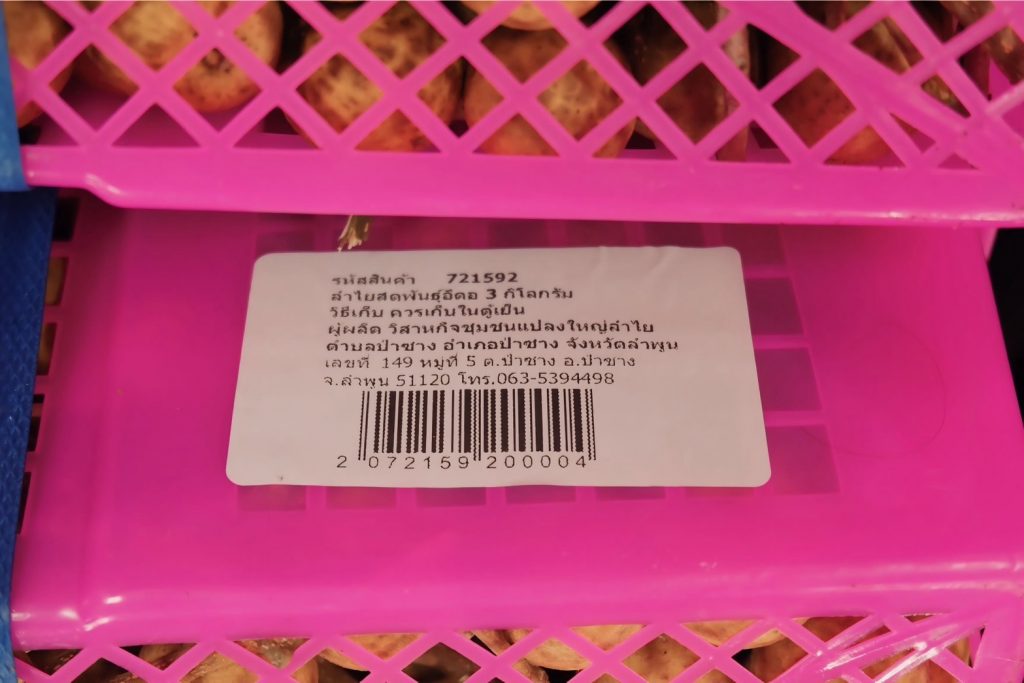 รหัสสินค้า 721592
ลำไยสดพันธุ์อีดอ 3 กิโลกรัม
วิธีเก็บ ควรเก็บในตู้เย็น
ผู้ผลิต วิสาหกิจชุมชนแปลงใหญ่ลำไย
ตำบลป่าซาง อำเภอป่าซาง จังหวัดลำพูน
เลขที่ 149 หมู่ที่ 5 ต.ป่าซาง อ.ป่าซาง
จ.ลำพูน 51120 โทร.063-5394498
2 072159 200004